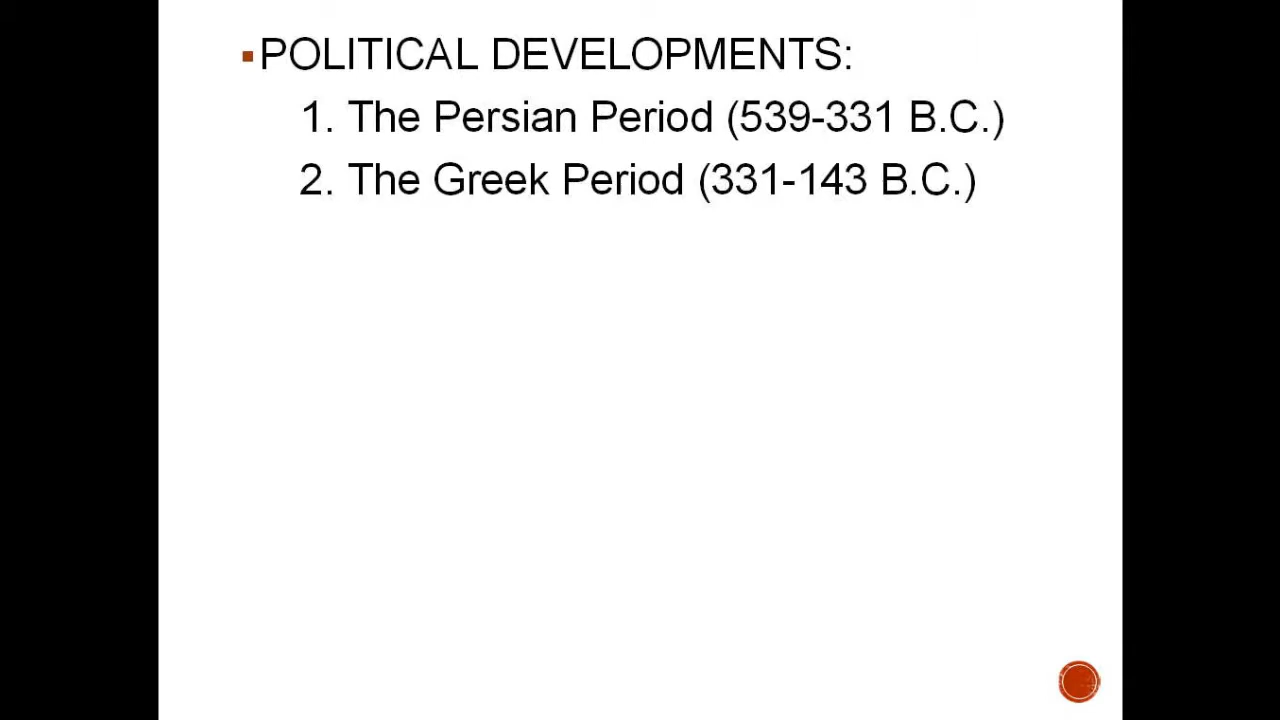 ▪POLITICAL DEVELOPMENTS:
1. The Persian Period (539-331 B.C.)
2. The Greek Period (331-143 B.C.)